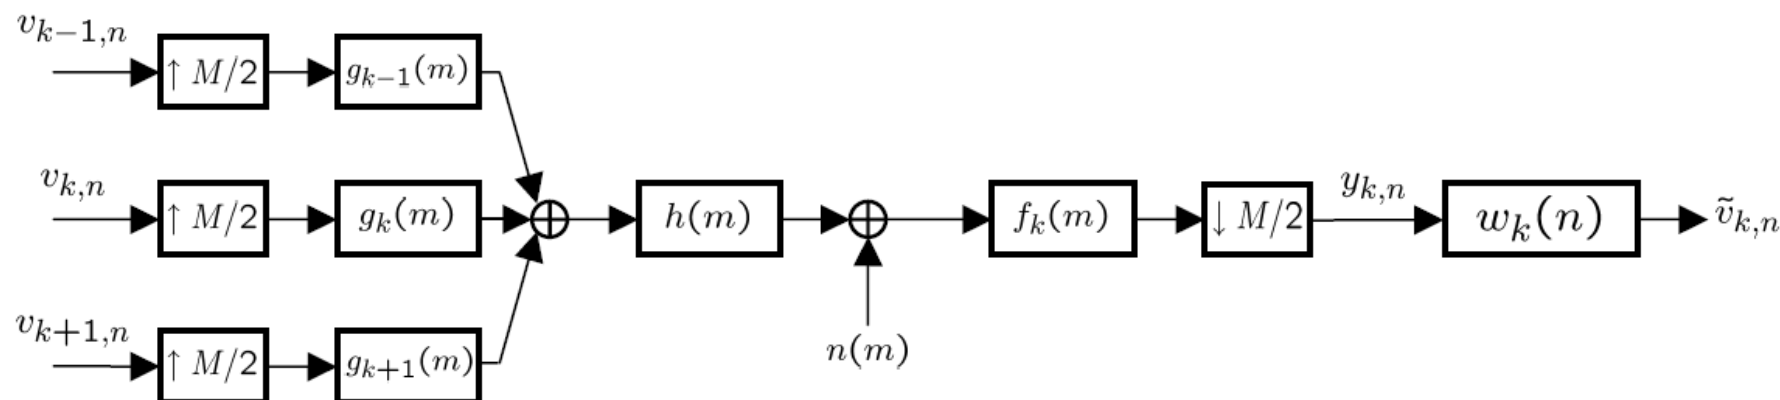 v_{k-1,n}
↑ M/2
g_{k-1}(m)
v_{k,n}
↑ M/2
g_k(m)
h(m)
f_k(m)
↓ M/2
y_{k,n}
w_k(n)
ṽ_{k,n}
v_{k+1,n}
↑ M/2
g_{k+1}(m)
n(m)